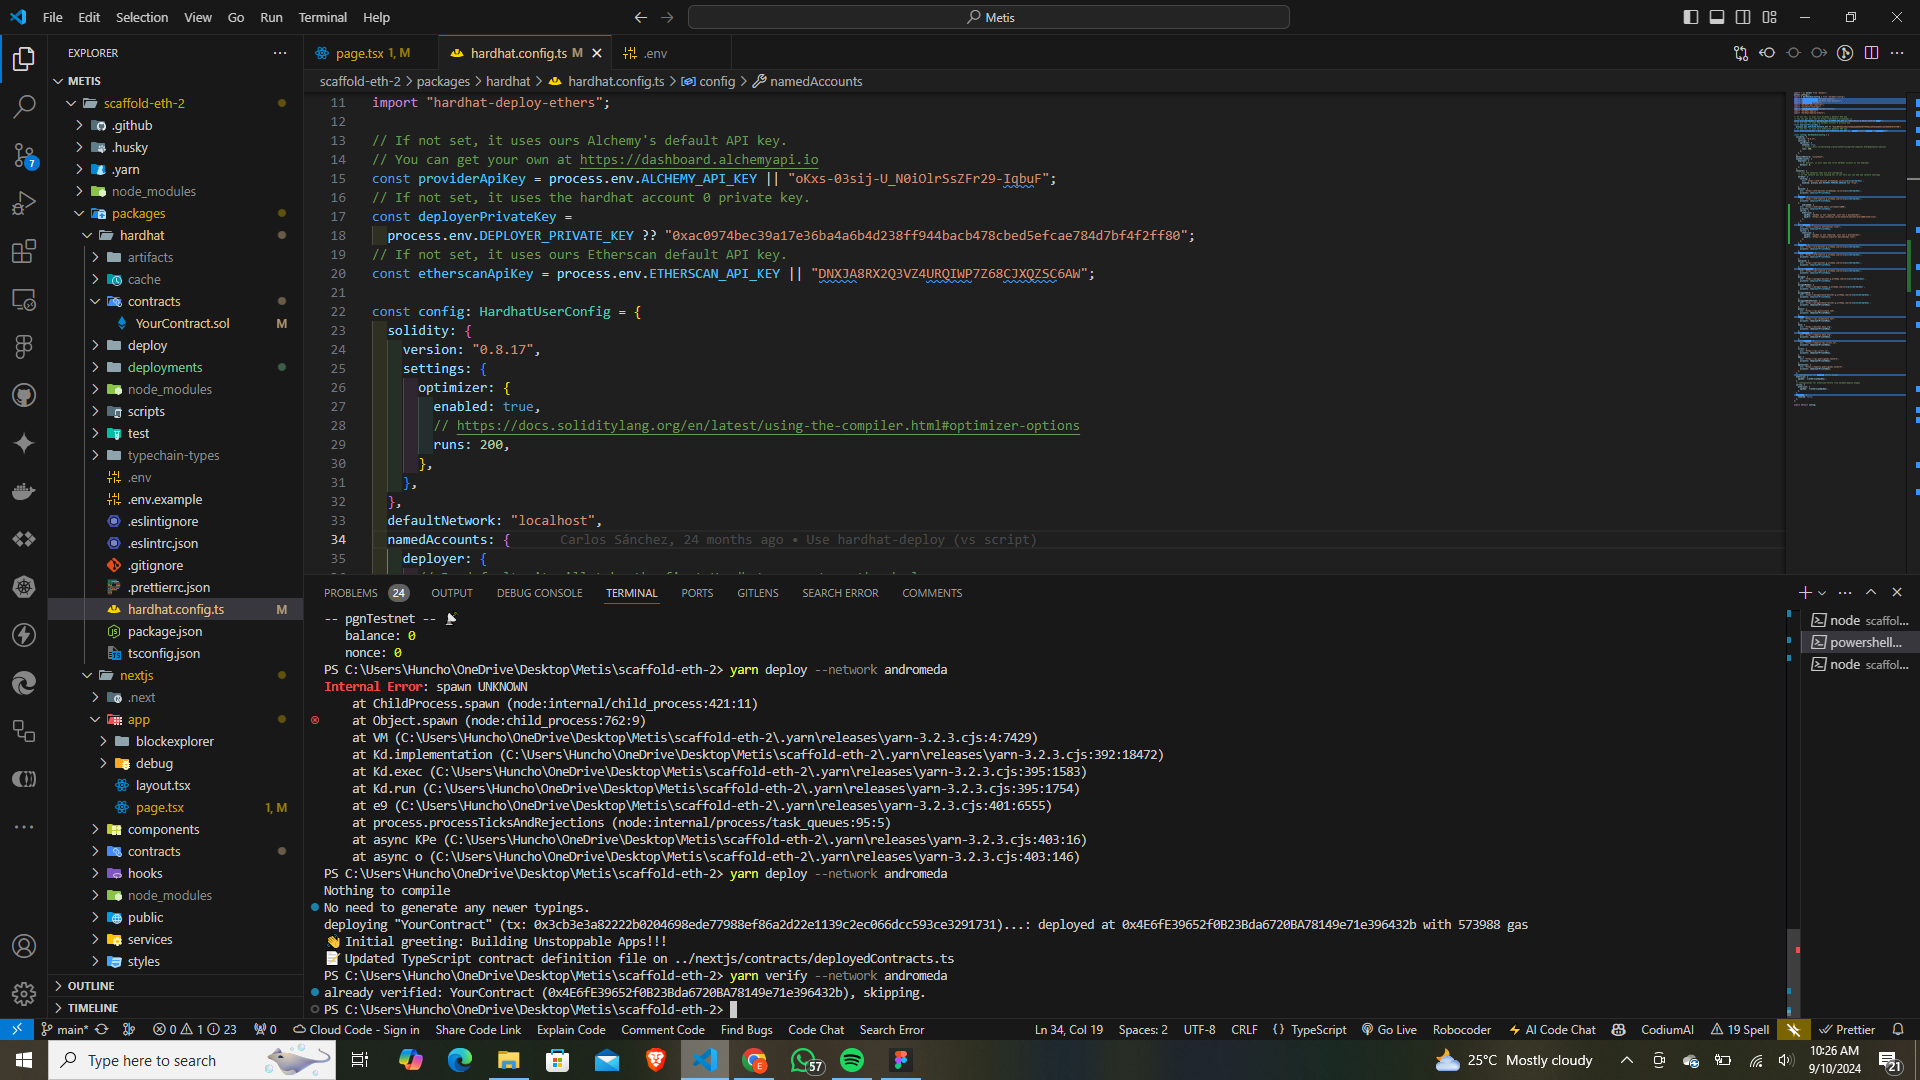 File Edit Selection View Go Run Terminal Help
Metis
EXPLORER
METIS
scaffold-eth-2
.github
.husky
.yarn
node_modules
packages
hardhat
artifacts
cache
contracts
YourContract.sol M
deploy
deployments
node_modules
scripts
test
typechain-types
.env
.env.example
.eslintignore
.eslintrc.json
.gitignore
.prettierrc.json
hardhat.config.ts M
package.json
tsconfig.json
nextjs
.next
app
blockexplorer
debug
layout.tsx
page.tsx 1, M
components
contracts
hooks
node_modules
public
services
styles
OUTLINE
TIMELINE
7
page.tsx 1, M
hardhat.config.ts M
.env
scaffold-eth-2 > packages > hardhat > hardhat.config.ts > config > namedAccounts
11 import "hardhat-deploy-ethers";
12
13 // If not set, it uses ours Alchemy's default API key.
14 // You can get your own at https://dashboard.alchemyapi.io
15 const providerApiKey = process.env.ALCHEMY_API_KEY || "oKxs-03sij-U_N0iOlrSsZFr29-IqbuF";
16 // If not set, it uses the hardhat account 0 private key.
17 const deployerPrivateKey =
18 process.env.DEPLOYER_PRIVATE_KEY ?? "0xac0974bec39a17e36ba4a6b4d238ff944bacb478cbed5efcae784d7bf4f2ff80";
19 // If not set, it uses ours Etherscan default API key.
20 const etherscanApiKey = process.env.ETHERSCAN_API_KEY || "DNXJA8RX2Q3VZ4URQIWP7Z68CJXQZSC6AW";
21
22 const config: HardhatUserConfig = {
23 solidity: {
24 version: "0.8.17",
25 settings: {
26 optimizer: {
27 enabled: true,
28 // https://docs.soliditylang.org/en/latest/using-the-compiler.html#optimizer-options
29 runs: 200,
30 },
31 },
32 },
33 defaultNetwork: "localhost",
34 namedAccounts: { Carlos Sánchez, 24 months ago • Use hardhat-deploy (vs script)
35 deployer: {
PROBLEMS 24 OUTPUT DEBUG CONSOLE TERMINAL PORTS GITLENS SEARCH ERROR COMMENTS
-- pgnTestnet --
balance: 0
nonce: 0
PS C:\Users\Huncho\OneDrive\Desktop\Metis\scaffold-eth-2> yarn deploy --network andromeda
Internal Error: spawn UNKNOWN
at ChildProcess.spawn (node:internal/child_process:421:11)
at Object.spawn (node:child_process:762:9)
at VM (C:\Users\Huncho\OneDrive\Desktop\Metis\scaffold-eth-2\.yarn\releases\yarn-3.2.3.cjs:4:7429)
at Kd.implementation (C:\Users\Huncho\OneDrive\Desktop\Metis\scaffold-eth-2\.yarn\releases\yarn-3.2.3.cjs:392:18472)
at Kd.exec (C:\Users\Huncho\OneDrive\Desktop\Metis\scaffold-eth-2\.yarn\releases\yarn-3.2.3.cjs:395:1583)
at Kd.run (C:\Users\Huncho\OneDrive\Desktop\Metis\scaffold-eth-2\.yarn\releases\yarn-3.2.3.cjs:395:1754)
at e9 (C:\Users\Huncho\OneDrive\Desktop\Metis\scaffold-eth-2\.yarn\releases\yarn-3.2.3.cjs:401:6555)
at process.processTicksAndRejections (node:internal/process/task_queues:95:5)
at async KPe (C:\Users\Huncho\OneDrive\Desktop\Metis\scaffold-eth-2\.yarn\releases\yarn-3.2.3.cjs:403:16)
at async o (C:\Users\Huncho\OneDrive\Desktop\Metis\scaffold-eth-2\.yarn\releases\yarn-3.2.3.cjs:403:146)
PS C:\Users\Huncho\OneDrive\Desktop\Metis\scaffold-eth-2> yarn deploy --network andromeda
Nothing to compile
No need to generate any newer typings.
deploying "YourContract" (tx: 0x3cb3e3a82222b0204698ede77988ef86a2d22e1139c2ec066dcc593ce3291731)...: deployed at 0x4E6fE39652f0B23Bda6720BA78149e71e396432b with 573988 gas
👋 Initial greeting: Building Unstoppable Apps!!!
📝 Updated TypeScript contract definition file on ../nextjs/contracts/deployedContracts.ts
PS C:\Users\Huncho\OneDrive\Desktop\Metis\scaffold-eth-2> yarn verify --network andromeda
already verified: YourContract (0x4E6fE39652f0B23Bda6720BA78149e71e396432b), skipping.
PS C:\Users\Huncho\OneDrive\Desktop\Metis\scaffold-eth-2>
node scaffol...
powershell...
node scaffol...
main* 0 1 23 0 Cloud Code - Sign in Share Code Link Explain Code Comment Code Find Bugs Code Chat Search Error Ln 34, Col 19 Spaces: 2 UTF-8 CRLF {} TypeScript Go Live Robocoder AI Code Chat CodiumAI 19 Spell Prettier
Type here to search
57
25°C Mostly cloudy
10:26 AM
9/10/2024
21